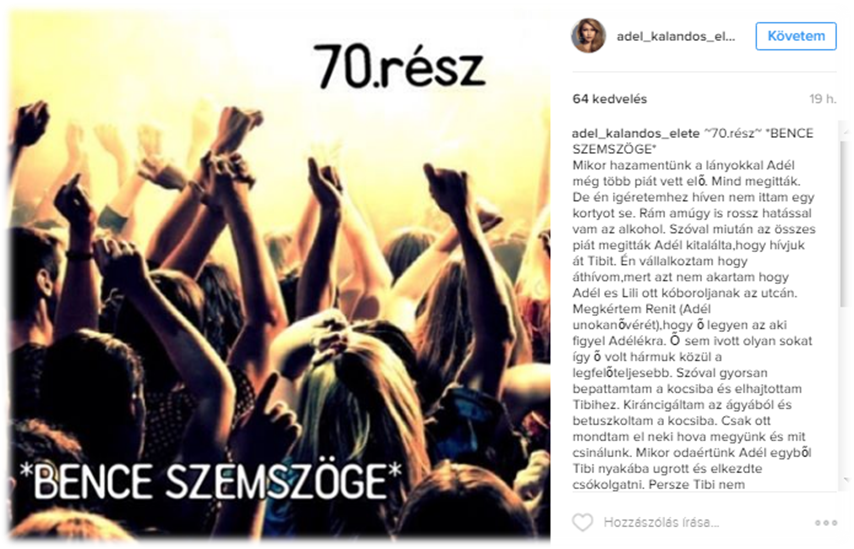 70.rész
*BENCE SZEMSZÖGE*
adel_kalandos_el...
Követem
64 kedvelés
19 h.
adel_kalandos_elete ~70.rész~ *BENCE
SZEMSZÖGE*
Mikor hazamentünk a lányokkal Adél
még több piát vett elő. Mind megitták.
De én igéretemhez híven nem ittam egy
kortyot se. Rám amúgy is rossz hatással
vam az alkohol. Szóval miután az összes
piát megitták Adél kitalálta,hogy hívjuk
át Tibit. Én vállalkoztam hogy
áthívom,mert azt nem akartam hogy
Adél es Lili ott kóboroljanak az utcán.
Megkértem Renit (Adél
unokanővérét),hogy ő legyen az aki
figyel Adélékra. Ő sem ivott olyan sokat
így ő volt hármuk közül a
legfelőteljesebb. Szóval gyorsan
bepattamtam a kocsiba és elhajtottam
Tibihez. Kiráncigáltam az ágyából és
betuszkoltam a kocsiba. Csak ott
mondtam el neki hova megyünk és mit
csinálunk. Mikor odaértünk Adél egyből
Tibi nyakába ugrott és elkezdte
csókolgatni. Persze Tibi nem
Hozzászólás írása...